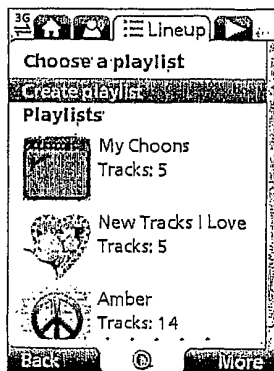 3G Lineup
Choose a playlist
Create playlist
Playlists
My Choons
Tracks: 5
New Tracks I Love
Tracks: 5
Amber
Tracks: 14
Back More